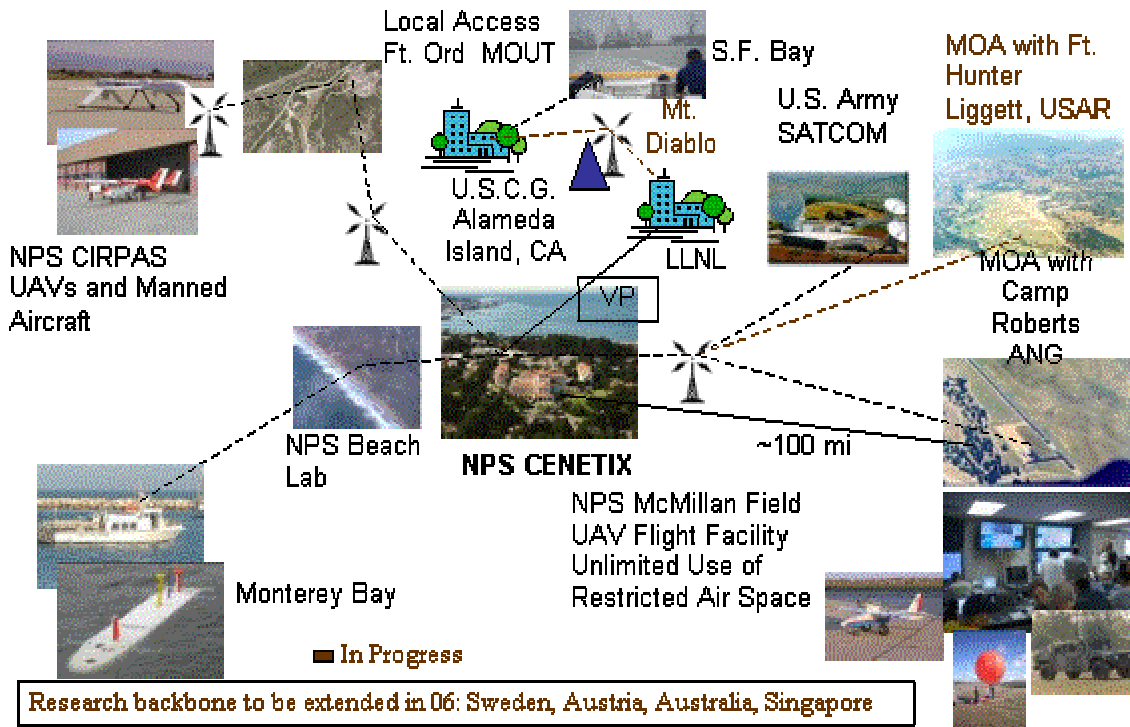 Local Access
Ft. Ord  MOUT
S.F. Bay
MOA with Ft.
Hunter
Liggett, USAR
U.S. Army
SATCOM
Mt.
Diablo
U.S.C.G.
Alameda
Island, CA
LLNL
NPS CIRPAS
UAVs and Manned
Aircraft
VP
MOA with
Camp
Roberts
ANG
NPS Beach
Lab
NPS CENETIX
~100 mi
NPS McMillan Field
UAV Flight Facility
Unlimited Use of
Restricted Air Space
Monterey Bay
In Progress
Research backbone to be extended in 06: Sweden, Austria, Australia, Singapore